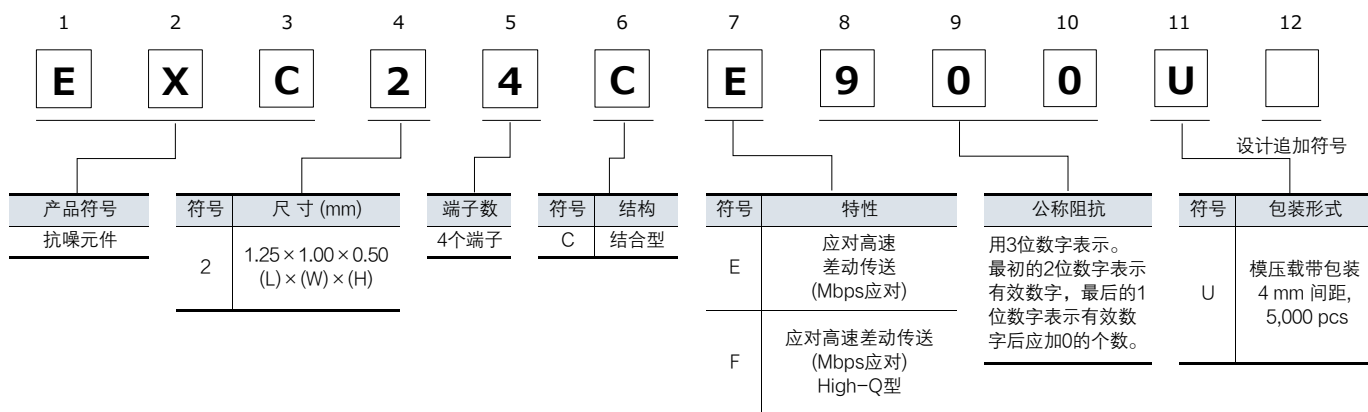 1 2 3 4 5 6 7 8 9 10 11 12
E X C 2 4 C E 9 0 0 U
设计追加符号
产品符号
抗噪元件
符号 尺 寸 (mm)
2
1.25×1.00×0.50
(L)×(W)×(H)
端子数
4个端子
符号 结构
C 结合型
符号 特性
E
应对高速
差动传送
(Mbps应对)
F
应对高速差动传送
(Mbps应对)
High-Q型
公称阻抗
用3位数字表示。
最初的2位数字表示
有效数字，最后的1
位数字表示有效数
字后应加0的个数。
符号 包装形式
U
模压载带包装
4 mm 间距,
5,000 pcs